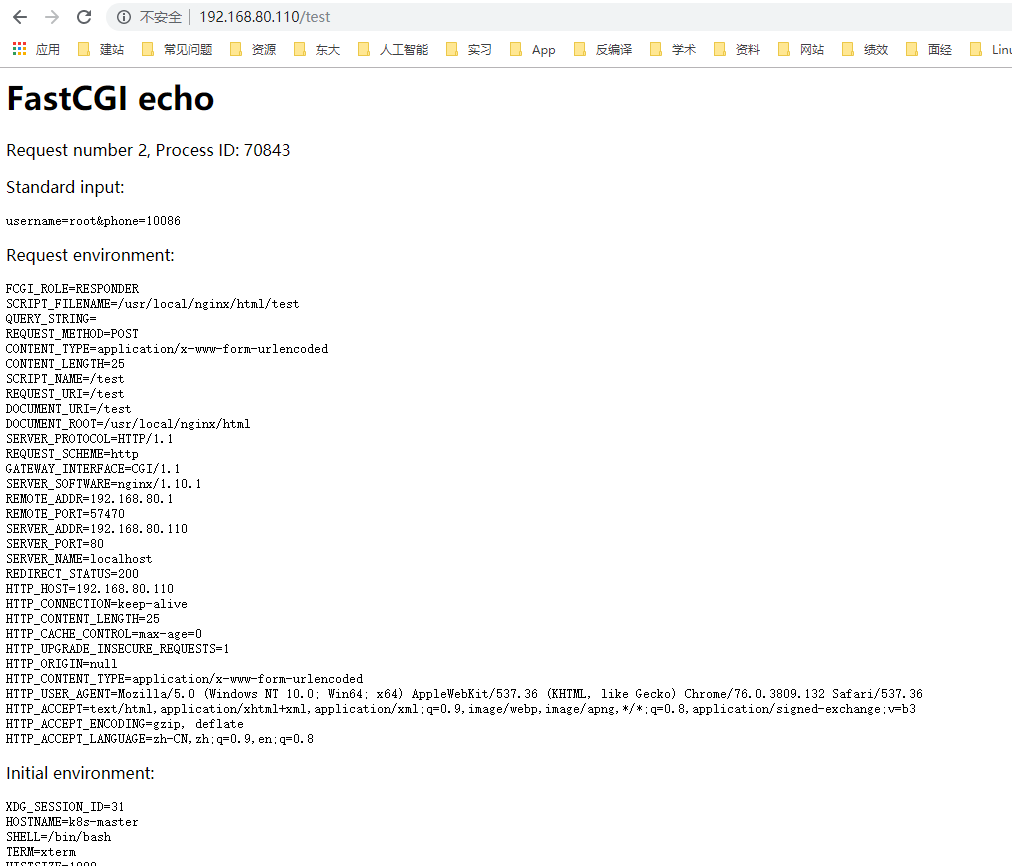 不安全 192.168.80.110/test
应用 建站 常见问题 资源 东大 人工智能 实习 App 反编译 学术 资料 网站 绩效 面经
FastCGI echo
Request number 2, Process ID: 70843
Standard input:
username=root&phone=10086
Request environment:
FCGI_ROLE=RESPONDER
SCRIPT_FILENAME=/usr/local/nginx/html/test
QUERY_STRING=
REQUEST_METHOD=POST
CONTENT_TYPE=application/x-www-form-urlencoded
CONTENT_LENGTH=25
SCRIPT_NAME=/test
REQUEST_URI=/test
DOCUMENT_URI=/test
DOCUMENT_ROOT=/usr/local/nginx/html
SERVER_PROTOCOL=HTTP/1.1
REQUEST_SCHEME=http
GATEWAY_INTERFACE=CGI/1.1
SERVER_SOFTWARE=nginx/1.10.1
REMOTE_ADDR=192.168.80.1
REMOTE_PORT=57470
SERVER_ADDR=192.168.80.110
SERVER_PORT=80
SERVER_NAME=localhost
REDIRECT_STATUS=200
HTTP_HOST=192.168.80.110
HTTP_CONNECTION=keep-alive
HTTP_CONTENT_LENGTH=25
HTTP_CACHE_CONTROL=max-age=0
HTTP_UPGRADE_INSECURE_REQUESTS=1
HTTP_ORIGIN=null
HTTP_CONTENT_TYPE=application/x-www-form-urlencoded
HTTP_USER_AGENT=Mozilla/5.0 (Windows NT 10.0; Win64; x64) AppleWebKit/537.36 (KHTML, like Gecko) Chrome/76.0.3809.132 Safari/537.36
HTTP_ACCEPT=text/html,application/xhtml+xml,application/xml;q=0.9,image/webp,image/apng,*/*;q=0.8,application/signed-exchange;v=b3
HTTP_ACCEPT_ENCODING=gzip, deflate
HTTP_ACCEPT_LANGUAGE=zh-CN,zh;q=0.9,en;q=0.8
Initial environment:
XDG_SESSION_ID=31
HOSTNAME=k8s-master
SHELL=/bin/bash
TERM=xterm